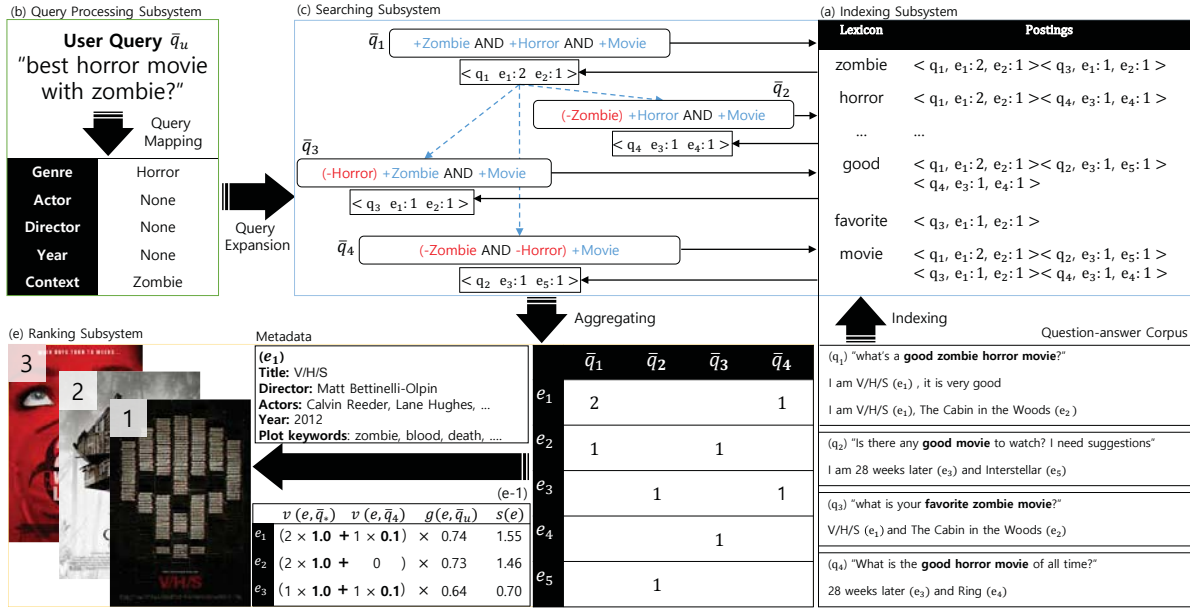 (b) Query Processing Subsystem
User Query q̄u
"best horror movie
with zombie?"
Query
Mapping
Genre Horror
Actor None
Director None
Year None
Context Zombie
Query
Expansion
(c) Searching Subsystem
q̄1 +Zombie AND +Horror AND +Movie
< q1 e1: 2 e2: 1 >
q̄2
(-Zombie) +Horror AND +Movie
< q4 e3: 1 e4: 1 >
q̄3
(-Horror) +Zombie AND +Movie
< q3 e1: 1 e2: 1 >
q̄4 (-Zombie AND -Horror) +Movie
< q2 e3: 1 e5: 1 >
Aggregating
(a) Indexing Subsystem
Lexicon Postings
zombie < q1, e1: 2, e2: 1 >< q3, e1: 1, e2: 1 >
horror < q1, e1: 2, e2: 1 >< q4, e3: 1, e4: 1 >
... ...
good < q1, e1: 2, e2: 1 >< q2, e3: 1, e5: 1 >
< q4, e3: 1, e4: 1 >
favorite < q3, e1: 1, e2: 1 >
movie < q1, e1: 2, e2: 1 >< q2, e3: 1, e5: 1 >
< q3, e1: 1, e2: 1 >< q4, e3: 1, e4: 1 >
Indexing
Question-answer Corpus
(q1) "what's a good zombie horror movie?"
I am V/H/S (e1) , it is very good
I am V/H/S (e1), The Cabin in the Woods (e2)
(q2) "Is there any good movie to watch? I need suggestions"
I am 28 weeks later (e3) and Interstellar (e5)
(q3) "what is your favorite zombie movie?"
V/H/S (e1) and The Cabin in the Woods (e2)
(q4) "What is the good horror movie of all time?"
28 weeks later (e3) and Ring (e4)
(e) Ranking Subsystem
3
2
1
V/H/S
Metadata
(e1)
Title: V/H/S
Director: Matt Bettinelli-Olpin
Actors: Calvin Reeder, Lane Hughes, ...
Year: 2012
Plot keywords: zombie, blood, death, ....
(e-1)
v (e, q̄*) v (e, q̄4) g(e, q̄u) s(e)
e1 (2 × 1.0 + 1 × 0.1) × 0.74 1.55
e2 (2 × 1.0 + 0 ) × 0.73 1.46
e3 (1 × 1.0 + 1 × 0.1) × 0.64 0.70
q̄1 q̄2 q̄3 q̄4
e1 2 1
e2 1 1
e3 1 1
e4 1
e5 1